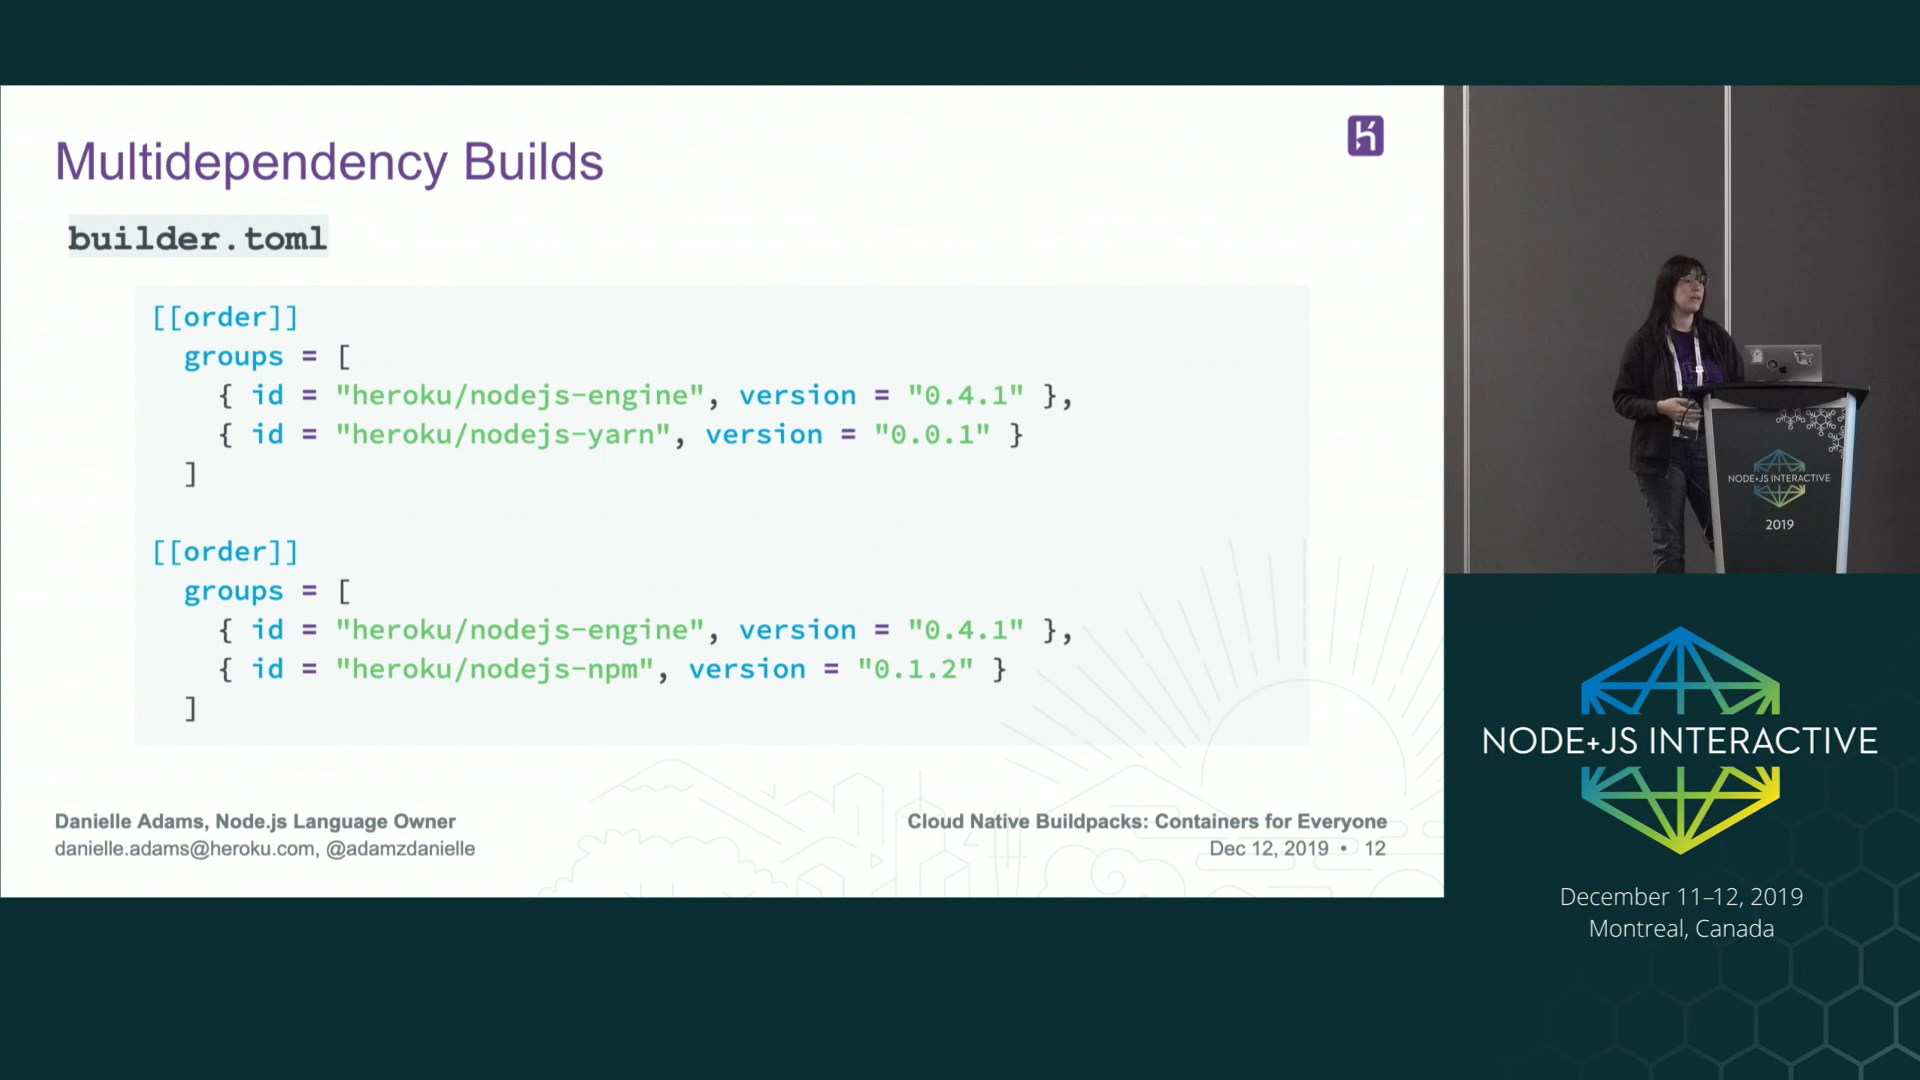 Multidependency Builds
builder.toml
[[order]]
groups = [
{ id = "heroku/nodejs-engine", version = "0.4.1" },
{ id = "heroku/nodejs-yarn", version = "0.0.1" }
]
[[order]]
groups = [
{ id = "heroku/nodejs-engine", version = "0.4.1" },
{ id = "heroku/nodejs-npm", version = "0.1.2" }
]
Danielle Adams, Node.js Language Owner
danielle.adams@heroku.com, @adamzdanielle
Cloud Native Buildpacks: Containers for Everyone
Dec 12, 2019 • 12
NODE+JS INTERACTIVE
2019
NODE+JS INTERACTIVE
December 11–12, 2019
Montreal, Canada